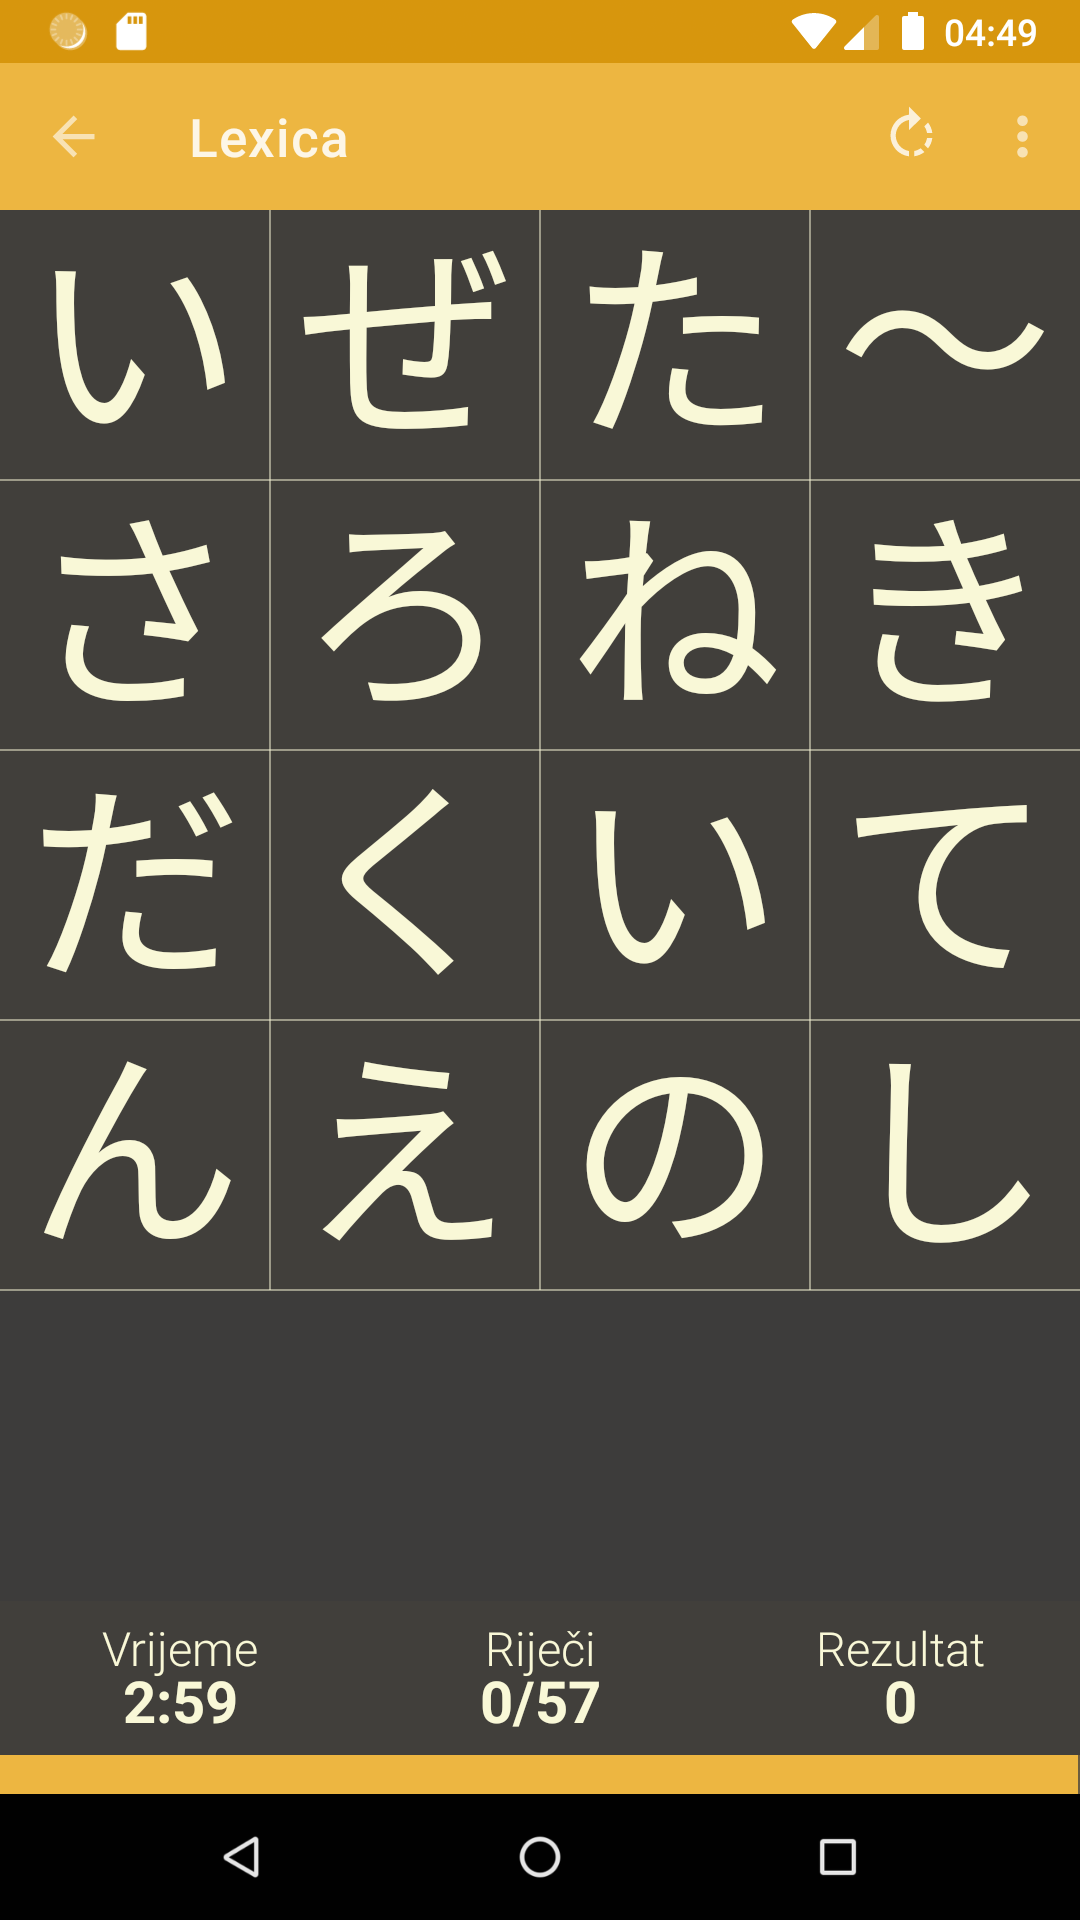 04:49
Lexica
い ぜ た 〜
さ ろ ね き
だ く い て
ん え の し
Vrijeme Riječi Rezultat
2:59 0/57 0